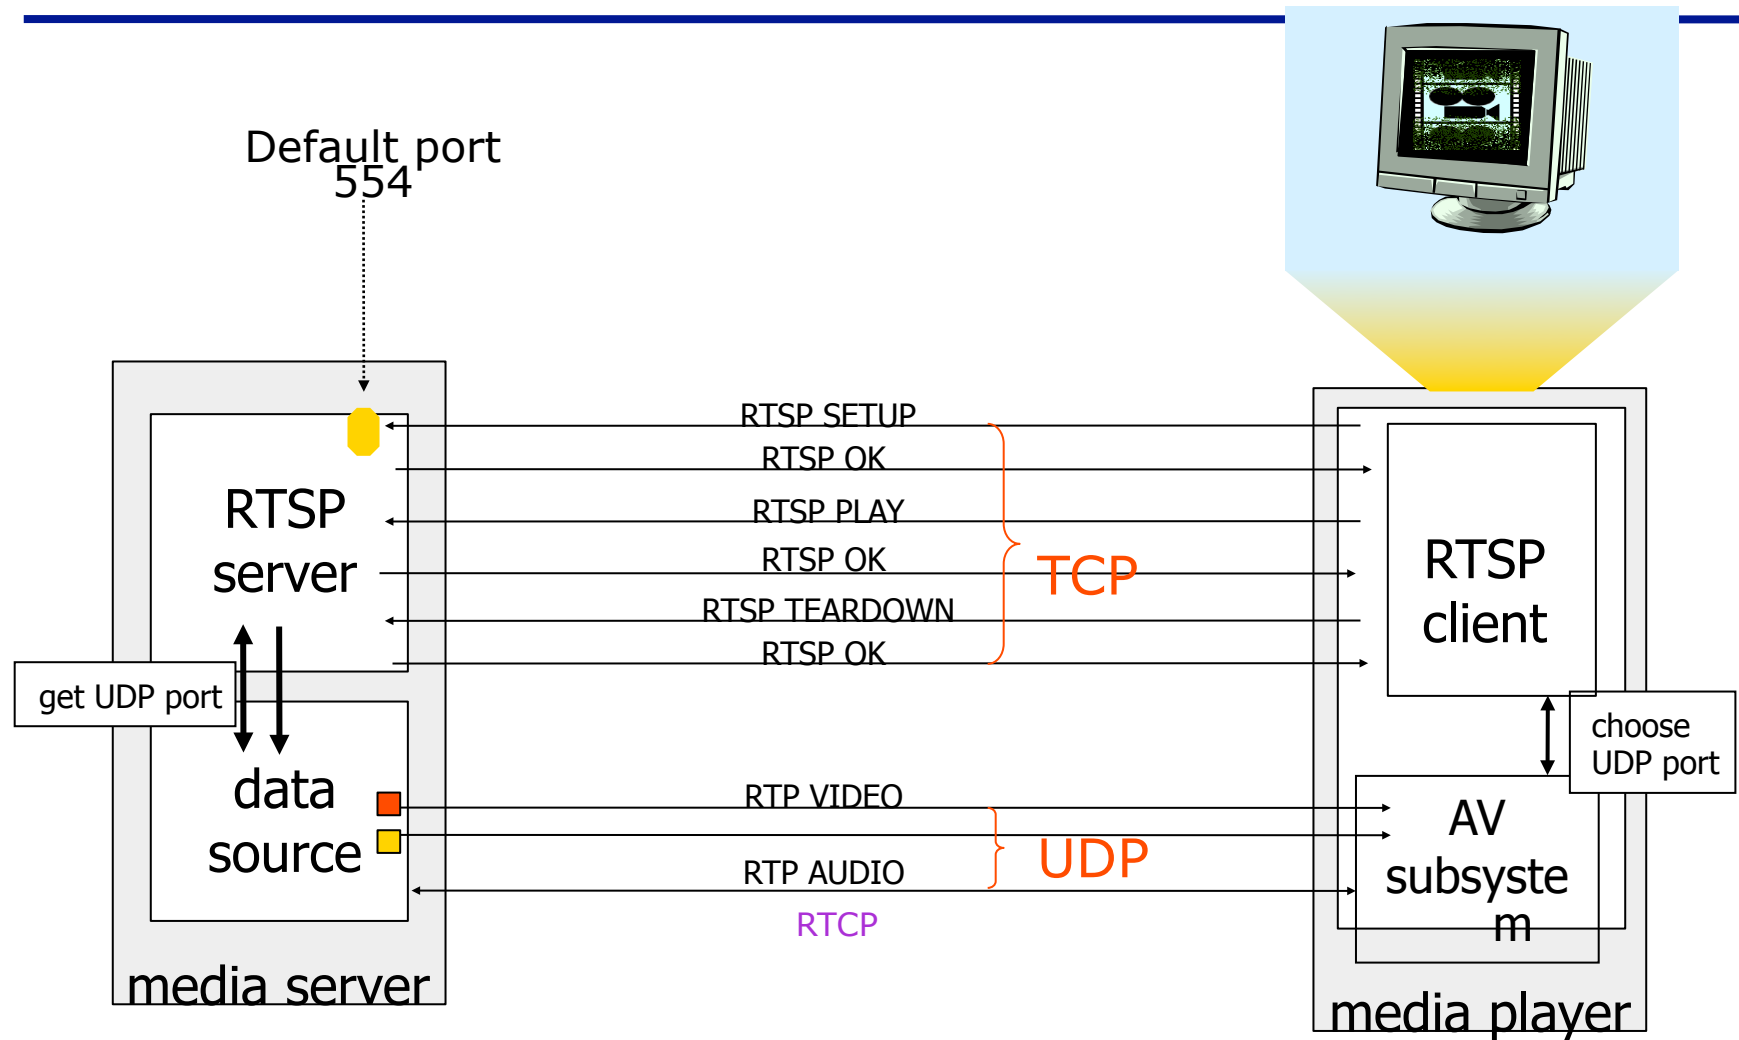 Default port
554
RTSP SETUP
RTSP OK
RTSP PLAY
RTSP OK
RTSP TEARDOWN
RTSP OK
TCP
RTSP
server
RTSP
client
get UDP port
choose
UDP port
data
source
RTP VIDEO
RTP AUDIO
UDP
RTCP
AV
subsyste
m
media server
media player